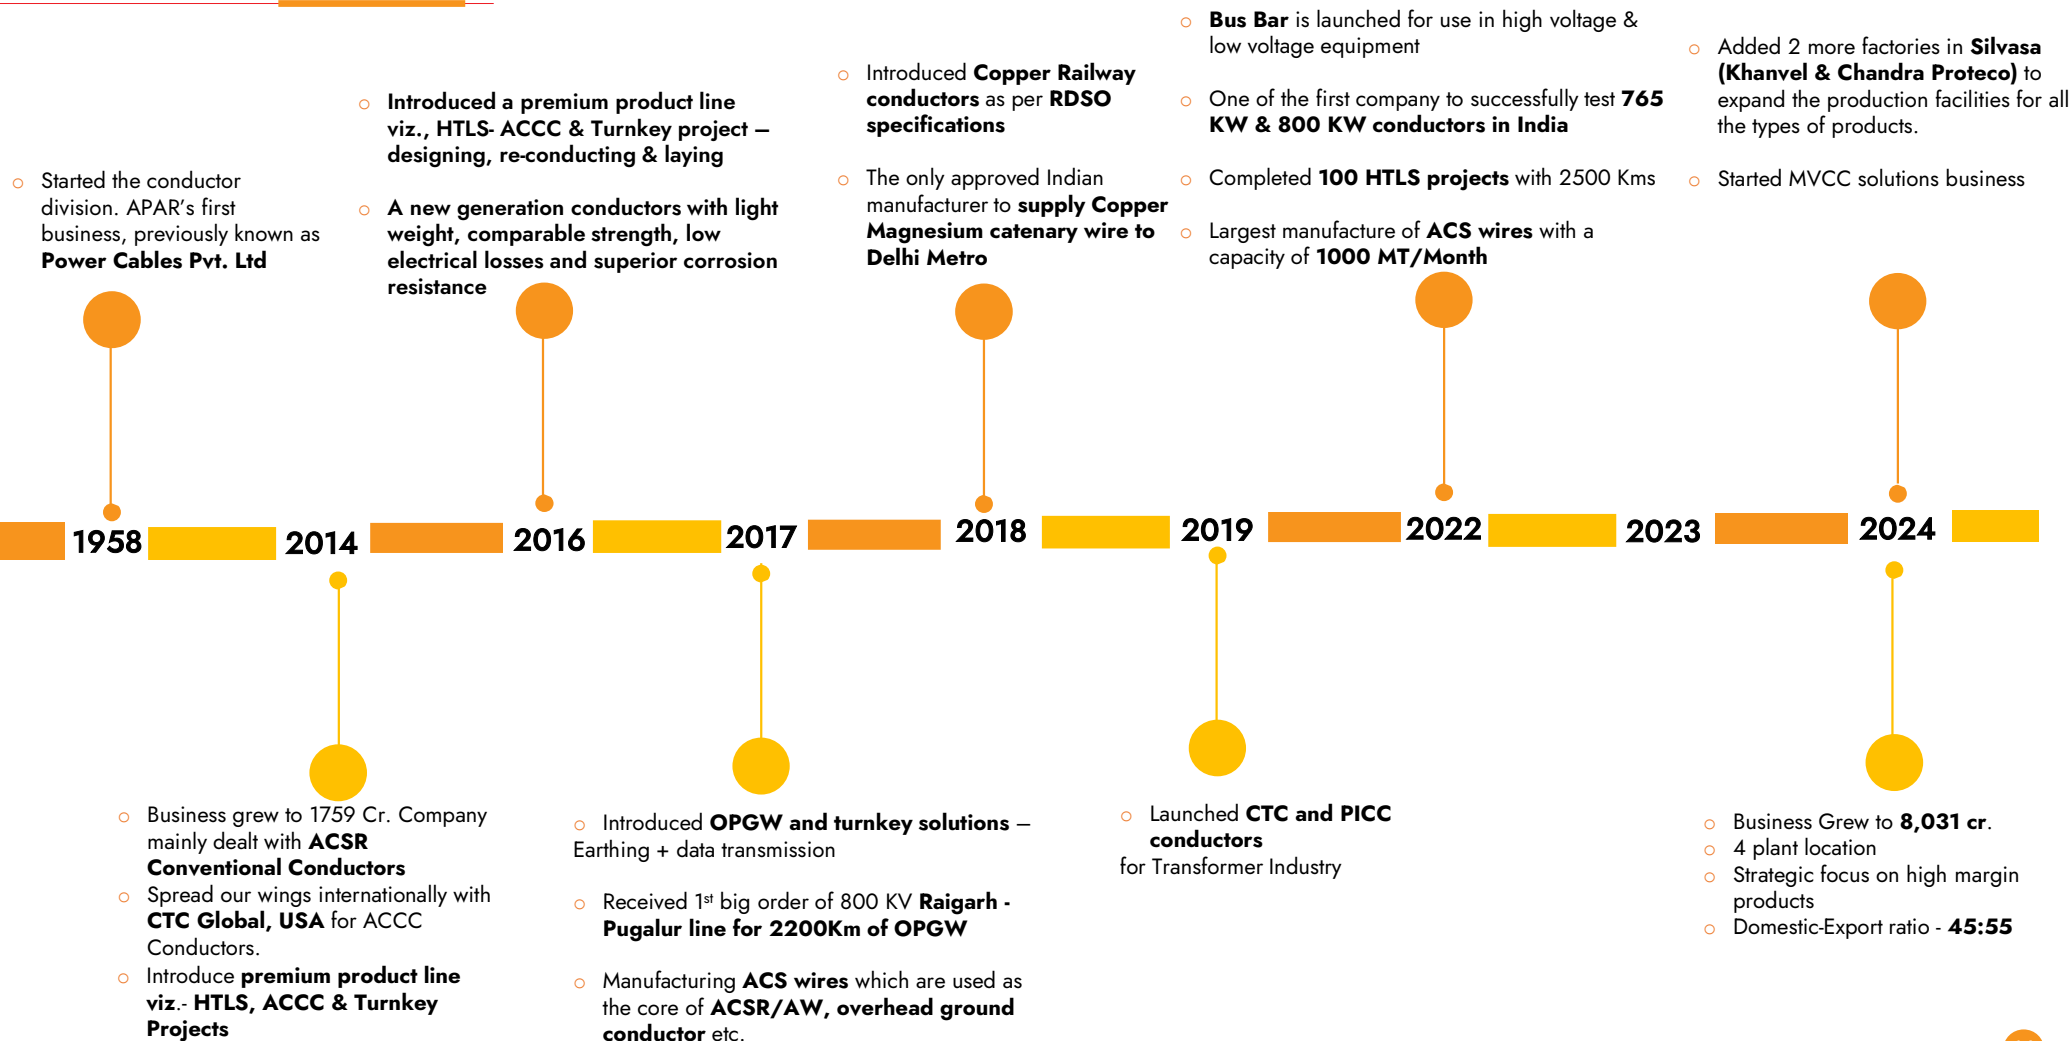 ○ Started the conductor
division. APAR’s first
business, previously known as
Power Cables Pvt. Ltd
○ Introduced a premium product line
viz., HTLS- ACCC & Turnkey project –
designing, re-conducting & laying
○ A new generation conductors with light
weight, comparable strength, low
electrical losses and superior corrosion
resistance
○ Introduced Copper Railway
conductors as per RDSO
specifications
○ The only approved Indian
manufacturer to supply Copper
Magnesium catenary wire to
Delhi Metro
○ Bus Bar is launched for use in high voltage &
low voltage equipment
○ One of the first company to successfully test 765
KW & 800 KW conductors in India
○ Completed 100 HTLS projects with 2500 Kms
○ Largest manufacture of ACS wires with a
capacity of 1000 MT/Month
○ Added 2 more factories in Silvasa
(Khanvel & Chandra Proteco) to
expand the production facilities for all
the types of products.
○ Started MVCC solutions business
1958 2014 2016 2017 2018 2019 2022 2023 2024
○ Business grew to 1759 Cr. Company
mainly dealt with ACSR
Conventional Conductors
○ Spread our wings internationally with
CTC Global, USA for ACCC
Conductors.
○ Introduce premium product line
viz.- HTLS, ACCC & Turnkey
Projects
○ Introduced OPGW and turnkey solutions –
Earthing + data transmission
○ Received 1st big order of 800 KV Raigarh -
Pugalur line for 2200Km of OPGW
○ Manufacturing ACS wires which are used as
the core of ACSR/AW, overhead ground
conductor etc.
○ Launched CTC and PICC
conductors
for Transformer Industry
○ Business Grew to 8,031 cr.
○ 4 plant location
○ Strategic focus on high margin
products
○ Domestic-Export ratio - 45:55